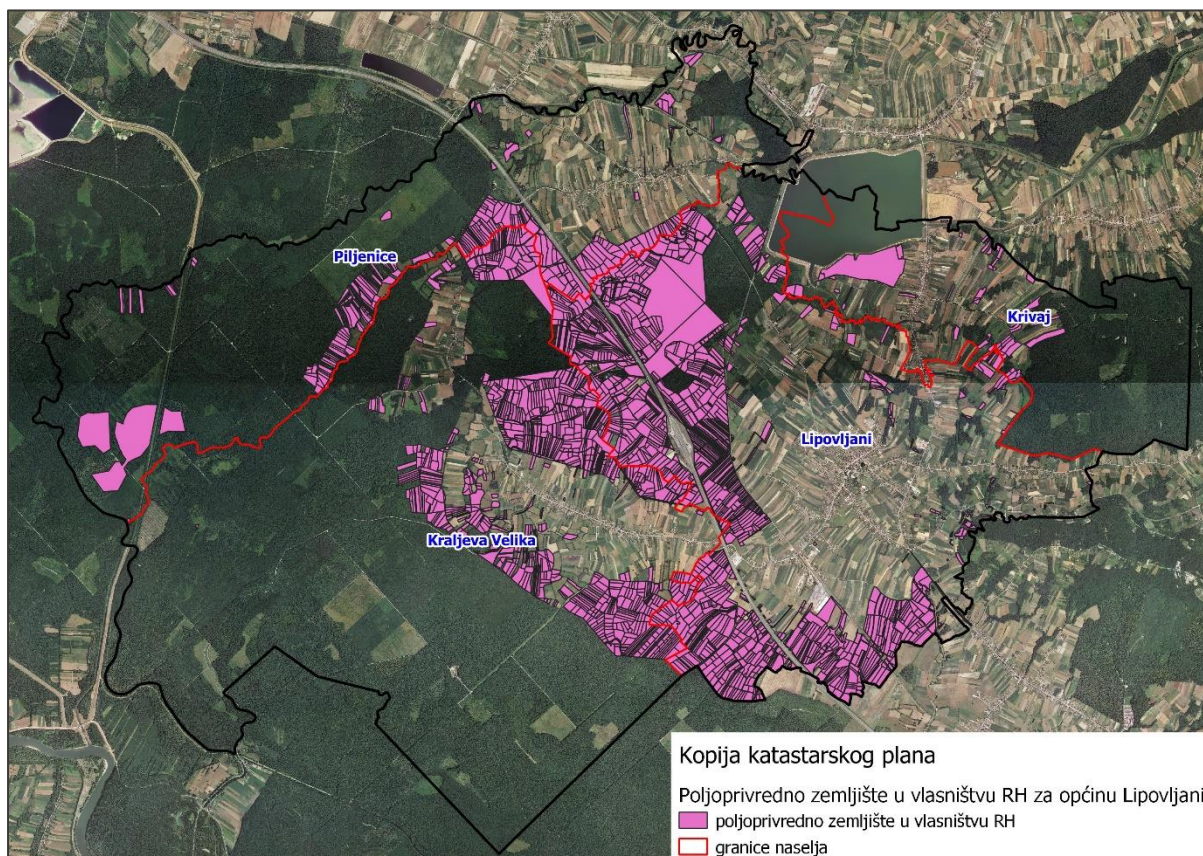 Piljenice
Krivaj
Lipovljani
Kraljeva Velika
Kopija katastarskog plana
Poljoprivredno zemljište u vlasništvu RH za općinu Lipovljani
poljoprivredno zemljište u vlasništvu RH
granice naselja